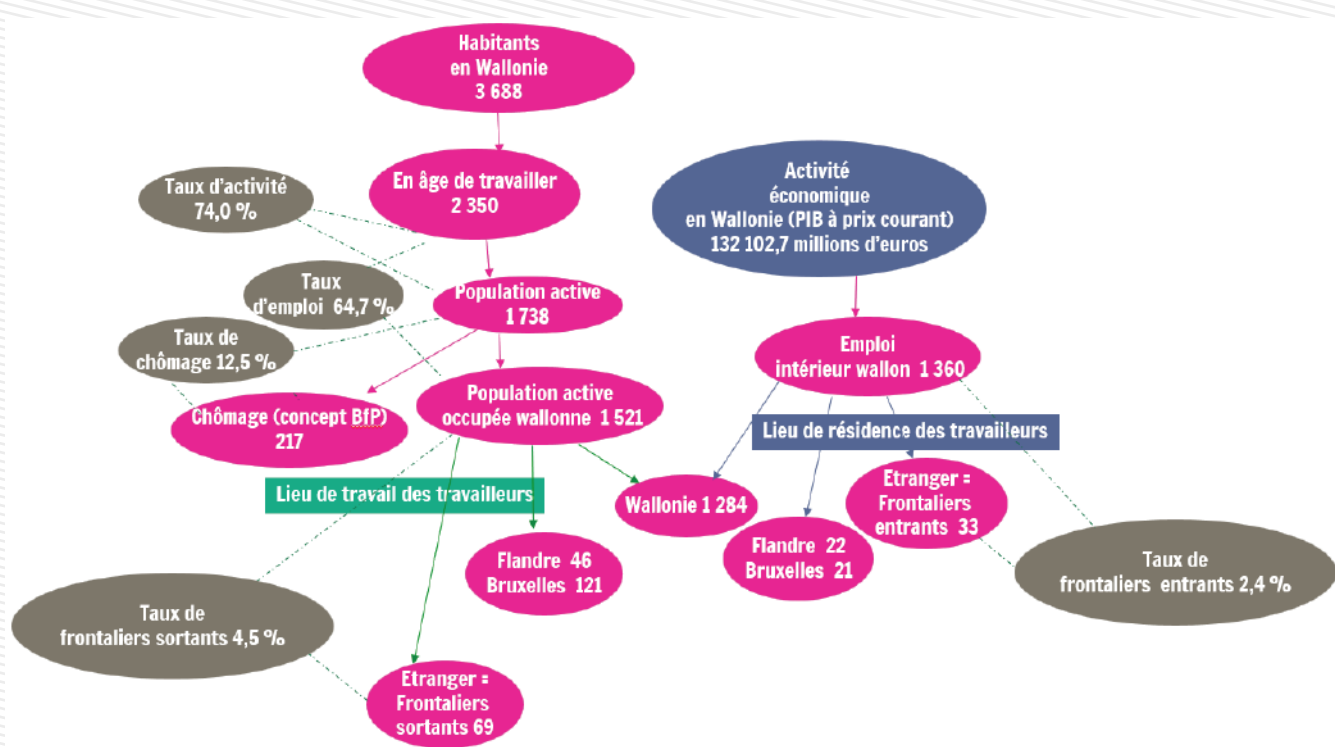 Habitants
en Wallonie
3 688
En âge de travailler
2 350
Taux d'activité
74,0 %
Activité
économique
en Wallonie (PIB à prix courant)
132 102,7 millions d'euros
Taux
d'emploi 64,7 %
Population active
1 738
Taux de
chômage 12,5 %
Emploi
intérieur wallon 1 360
Chômage (concept BfP)
217
Population active
occupée wallonne 1 521
Lieu de résidence des travailleurs
Lieu de travail des travailleurs
Wallonie 1 284
Etranger =
Frontaliers
entrants 33
Flandre 46
Bruxelles 121
Flandre 22
Bruxelles 21
Taux de
frontaliers entrants 2,4 %
Taux de
frontaliers sortants 4,5 %
Etranger =
Frontaliers
sortants 69